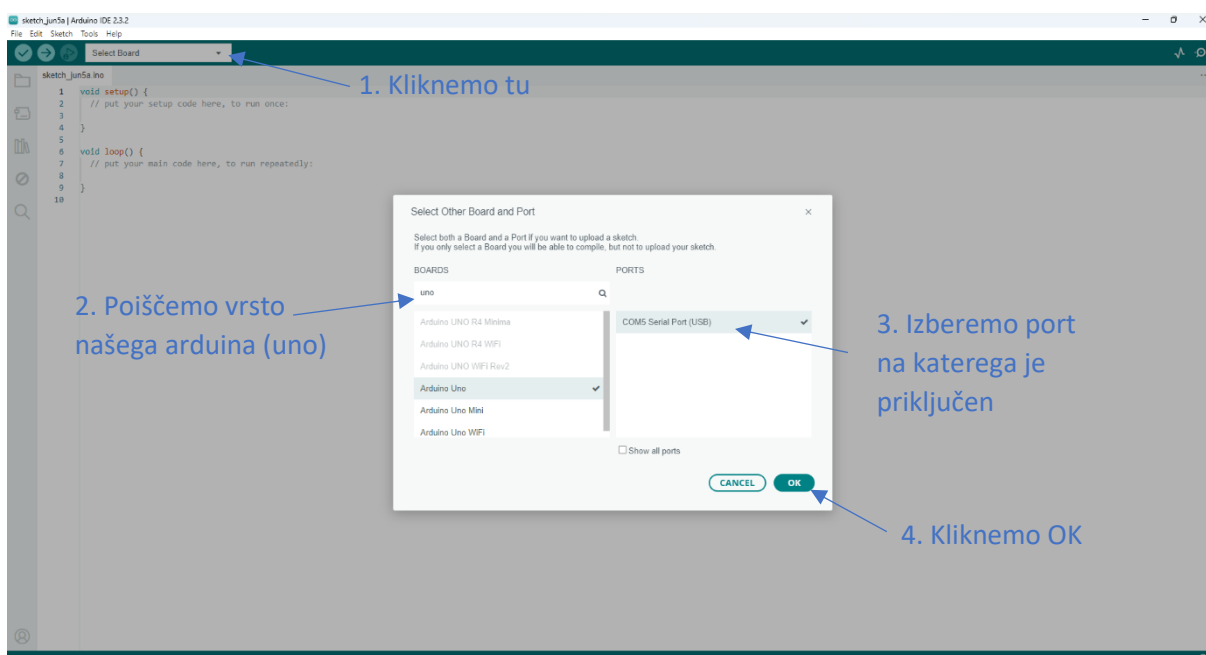 sketch_jun5a | Arduino IDE 2.3.2
File Edit Sketch Tools Help
Select Board
sketch_jun5a.ino
1. Kliknemo tu
1 void setup() {
2 // put your setup code here, to run once:
3
4 }
5
6 void loop() {
7 // put your main code here, to run repeatedly:
8
9 }
10
Select Other Board and Port
Select both a Board and a Port if you want to upload a sketch.
If you only select a Board you will be able to compile, but not to upload your sketch.
BOARDS
PORTS
uno
2. Poiščemo vrsto
našega arduina (uno)
Arduino UNO R4 Minima
Arduino UNO R4 WiFi
Arduino UNO WiFi Rev2
Arduino Uno
Arduino Uno Mini
Arduino Uno WiFi
COM5 Serial Port (USB)
3. Izberemo port
na katerega je
priključen
Show all ports
CANCEL
OK
4. Kliknemo OK